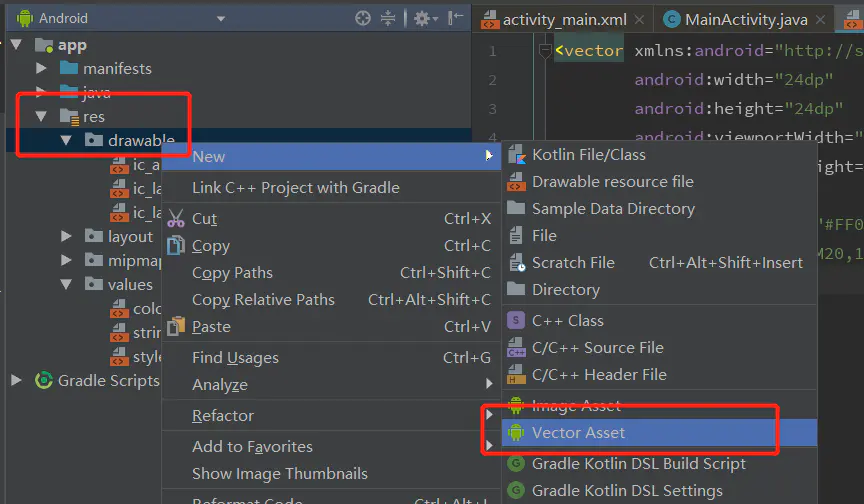 Android
activity_main.xml
MainActivity.java
app
manifests
java
res
drawable
ic_a
ic_la
ic_la
layout
mipmap
values
colo
strin
style
Gradle Scripts
1
2
3
4
<vector xmlns:android="http://s
android:width="24dp"
android:height="24dp"
android:viewportWidth="
ight=
"#FF0
M20,1
New
Link C++ Project with Gradle
Cut Ctrl+X
Copy Ctrl+C
Copy Paths Ctrl+Shift+C
Copy Relative Paths Ctrl+Alt+Shift+C
Paste Ctrl+V
Find Usages Ctrl+G
Analyze
Refactor
Add to Favorites
Show Image Thumbnails
Reformat Code Ctrl+Alt+L
Kotlin File/Class
Drawable resource file
Sample Data Directory
File
Scratch File Ctrl+Alt+Shift+Insert
Directory
C++ Class
C/C++ Source File
C/C++ Header File
Image Asset
Vector Asset
Gradle Kotlin DSL Build Script
Gradle Kotlin DSL Settings